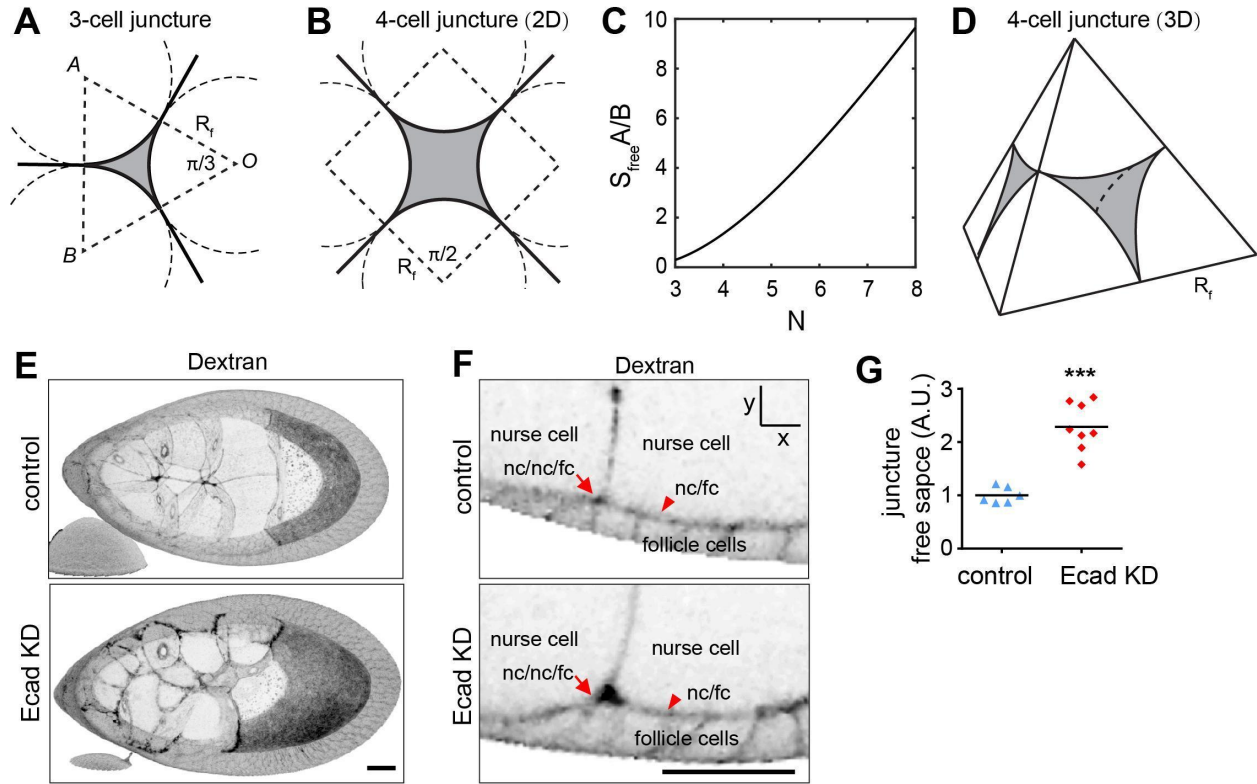 A 3-cell juncture
A
R_f
π/3
O
B
B 4-cell juncture (2D)
R_f
π/2
C
10
8
6
4
2
0
S_free A/B
3 4 5 6 7 8
N
D 4-cell juncture (3D)
R_f
E Dextran
control
Ecad KD
F Dextran
control
y
x
nurse cell
nurse cell
nc/nc/fc
nc/fc
follicle cells
Ecad KD
nurse cell
nurse cell
nc/nc/fc
nc/fc
follicle cells
G
***
juncture
free sapce (A.U.)
3
2
1
0
control Ecad KD